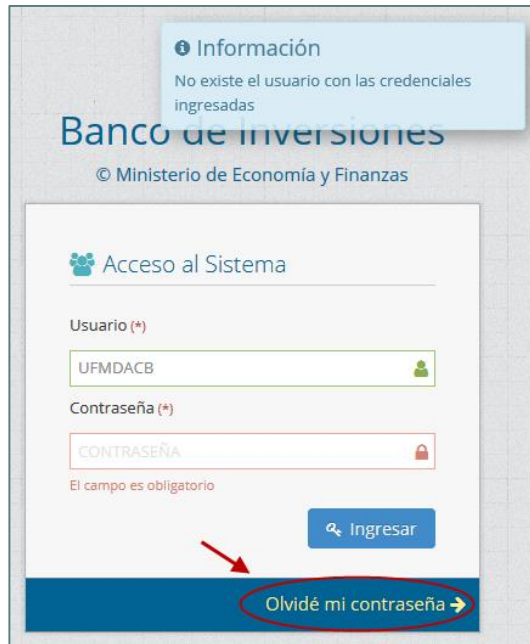 Información
No existe el usuario con las credenciales
ingresadas
Banco de Inversiones
© Ministerio de Economía y Finanzas
Acceso al Sistema
Usuario (*)
UFMDACB
Contraseña (*)
CONTRASEÑA
El campo es obligatorio
Ingresar
Olvidé mi contraseña